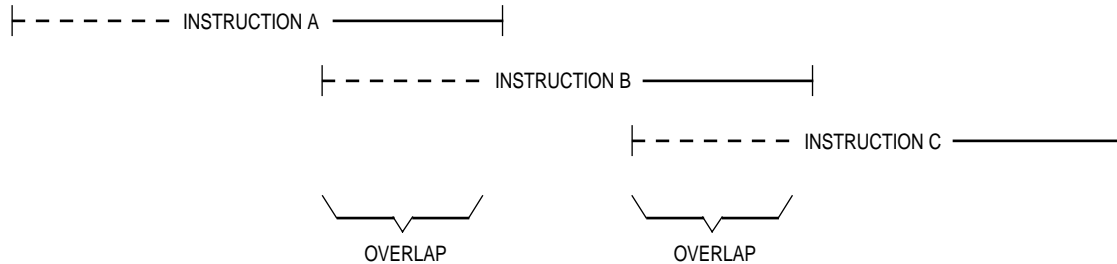 INSTRUCTION A
INSTRUCTION B
INSTRUCTION C
OVERLAP
OVERLAP